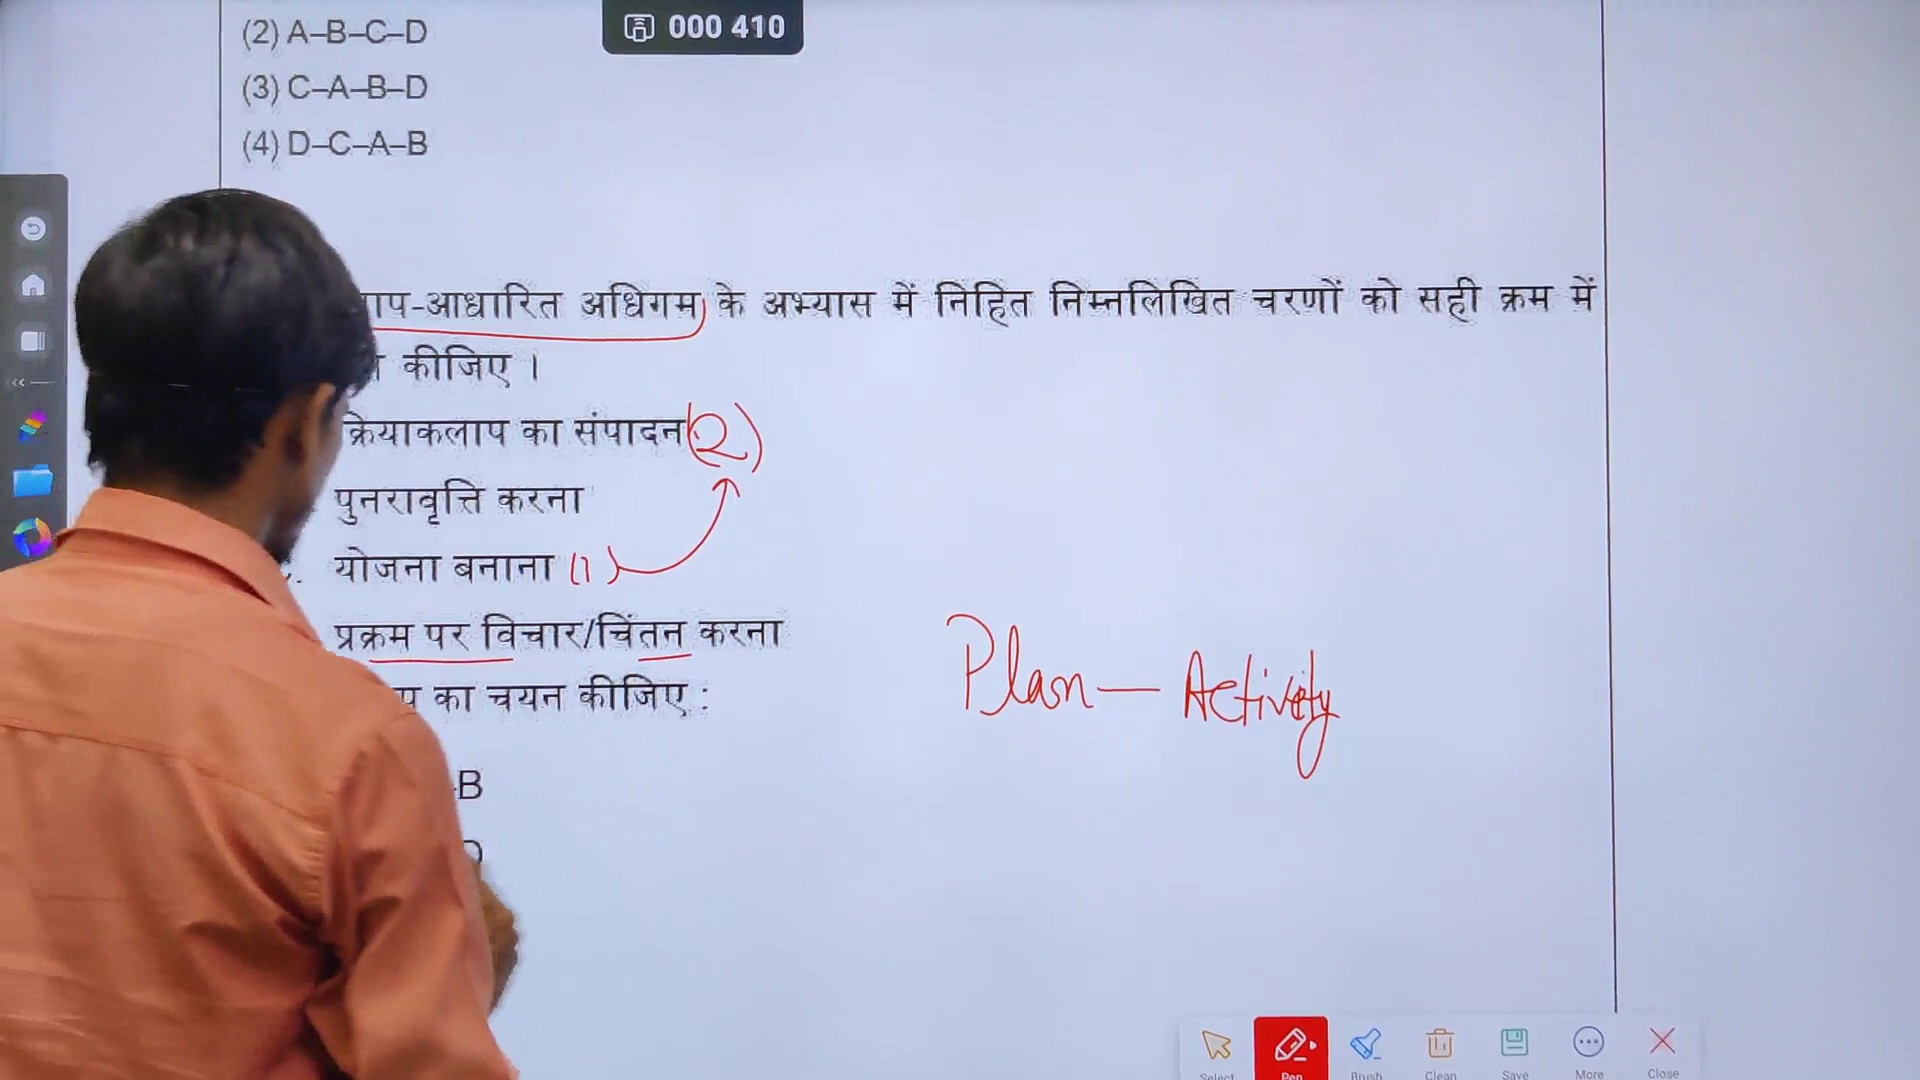 000 410
(2) A–B–C–D
(3) C–A–B–D
(4) D–C–A–B
आधारित अधिगम के अभ्यास में निहित निम्नलिखित चरणों को सही क्रम में
कीजिए ।
का संपादन (2)
पुनरावृत्ति करना
योजना बनाना (1)
प्रक्रम पर विचार/चिंतन करना
Plan — Activity
का चयन कीजिए :
B
Select Pen Brush Clean Save More Close